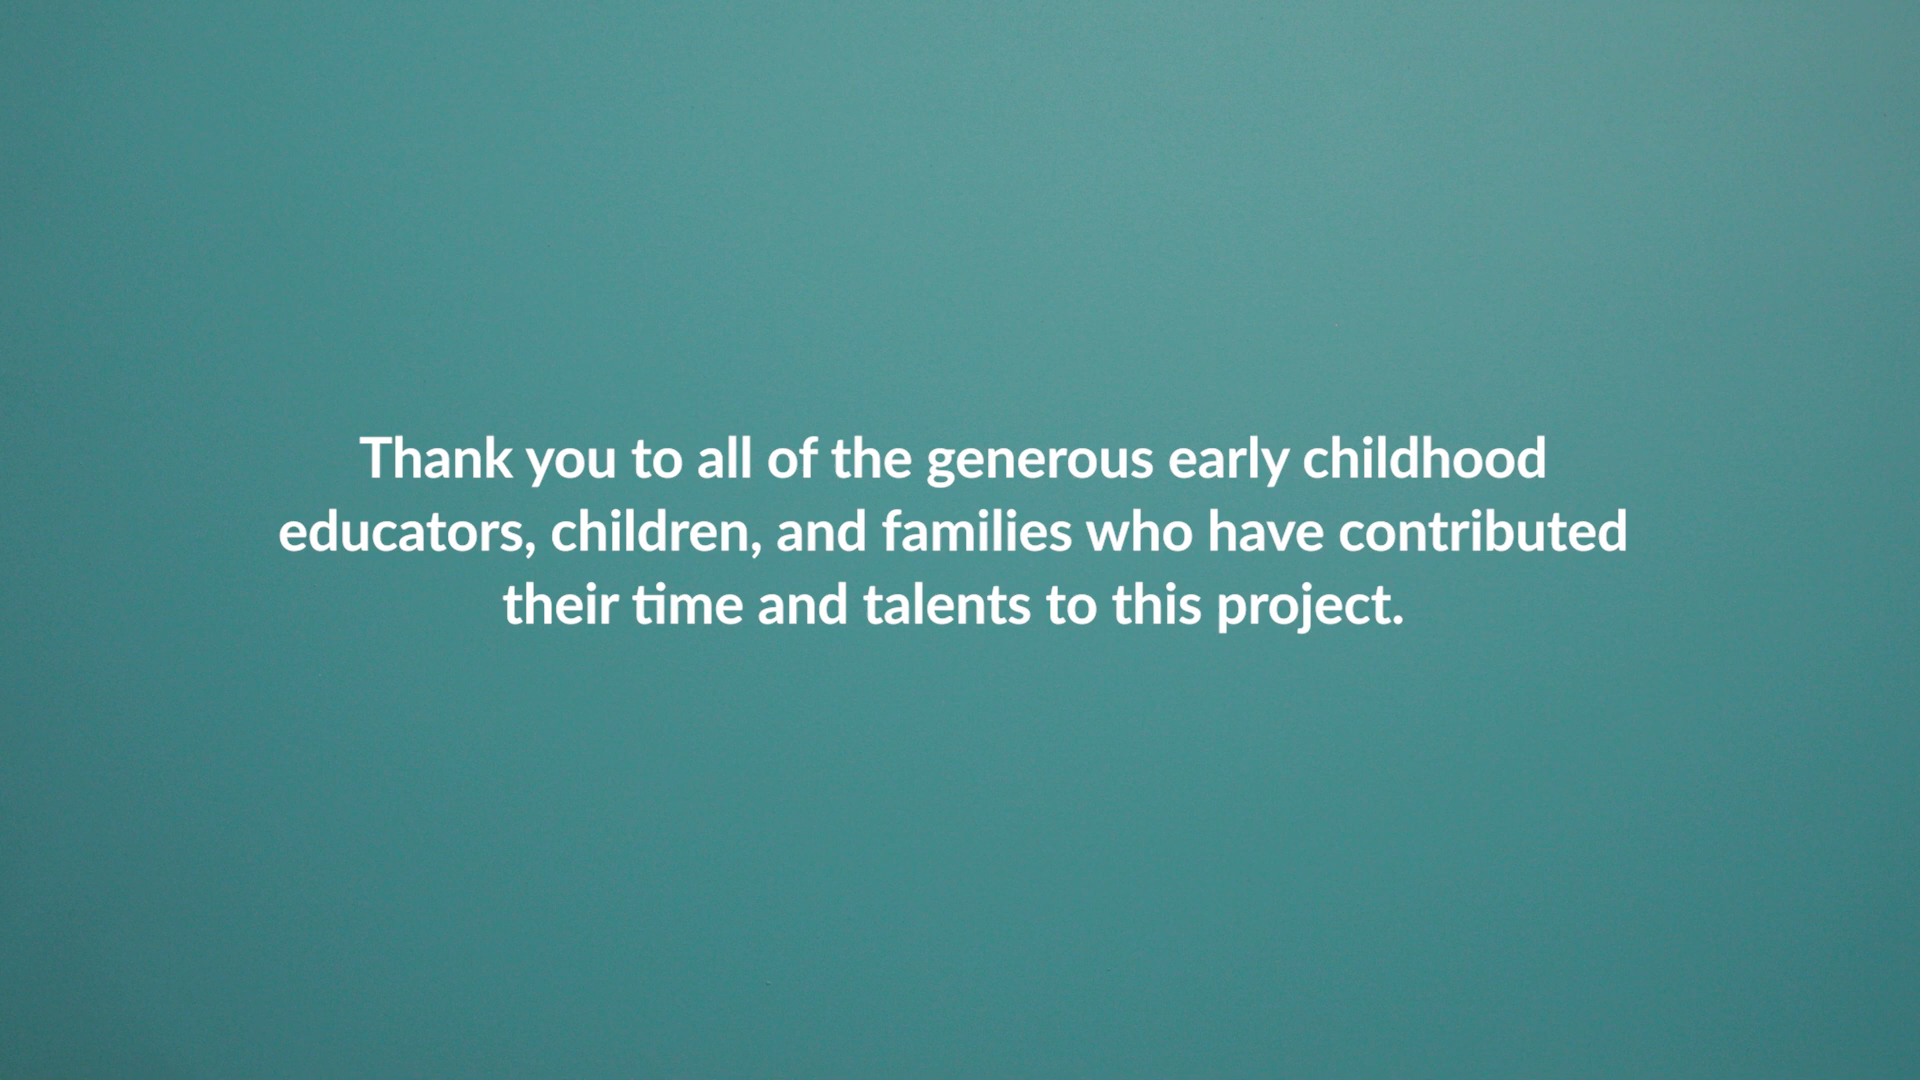 Thank you to all of the generous early childhood
educators, children, and families who have contributed
their time and talents to this project.